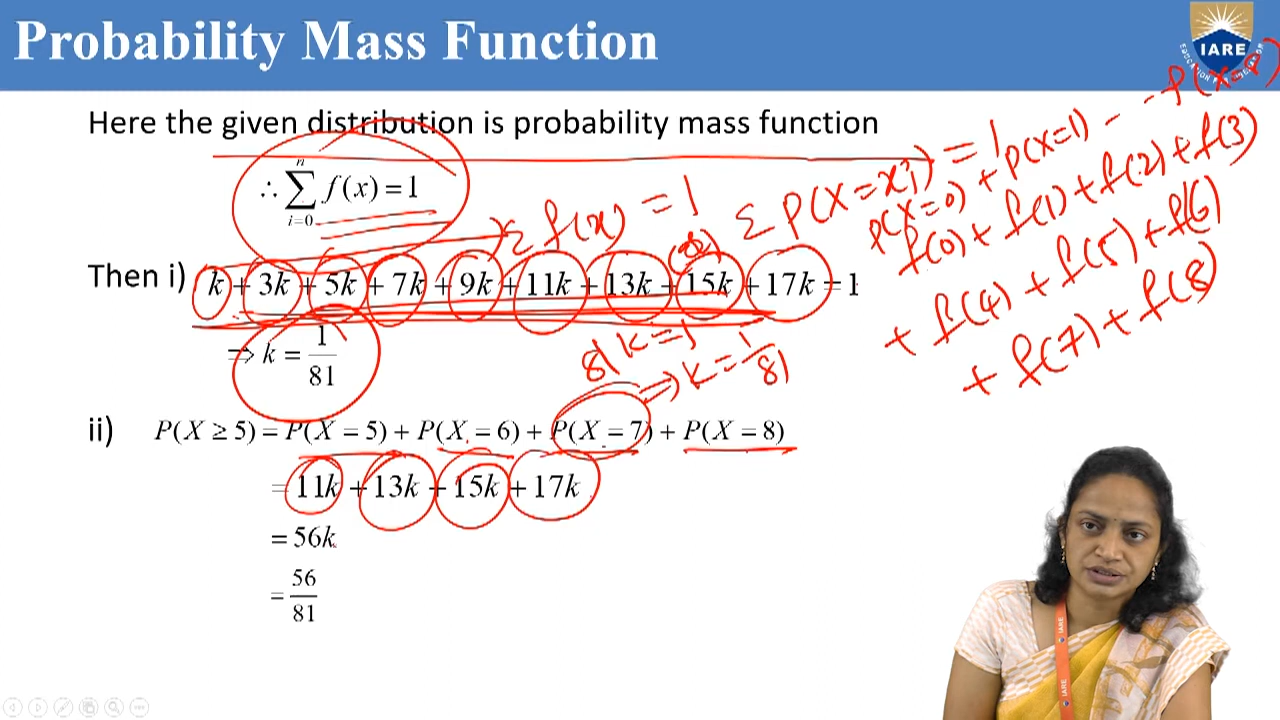 Probability Mass Function
IARE
Here the given distribution is probability mass function
∴ ∑_{i=0}^{n} f(x) = 1
Σ f(x) = 1
Σ P(X=xi) = 1
P(X=0) + P(X=1) - - P(X=8)
f(0) + f(1) + f(2) + f(3)
+ f(4) + f(5) + f(6)
+ f(7) + f(8)
Then i) k + 3k + 5k + 7k + 9k + 11k + 13k + 15k + 17k = 1
⇒ k = 1/81
81k = 1
⇒ k = 1/81
ii) P(X ≥ 5) = P(X = 5) + P(X = 6) + P(X = 7) + P(X = 8)
= 11k + 13k + 15k + 17k
= 56k
= 56/81
IARE
IARE